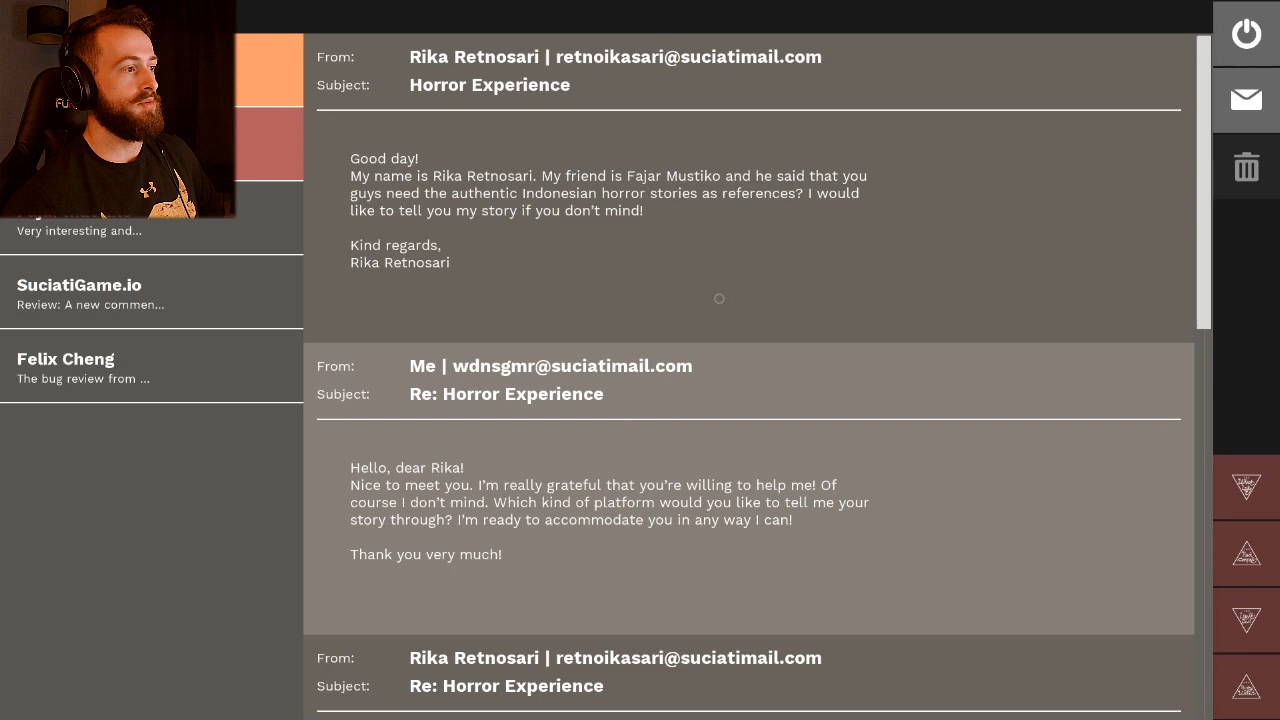 From: Rika Retnosari | retnoikasari@suciatimail.com
Subject: Horror Experience
Good day!
My name is Rika Retnosari. My friend is Fajar Mustiko and he said that you
guys need the authentic Indonesian horror stories as references? I would
like to tell you my story if you don't mind!
Kind regards,
Rika Retnosari
From: Me | wdnsgmr@suciatimail.com
Subject: Re: Horror Experience
Hello, dear Rika!
Nice to meet you. I'm really grateful that you're willing to help me! Of
course I don't mind. Which kind of platform would you like to tell me your
story through? I'm ready to accommodate you in any way I can!
Thank you very much!
From: Rika Retnosari | retnoikasari@suciatimail.com
Subject: Re: Horror Experience
Very interesting and...
SuciatiGame.io
Review: A new commen...
Felix Cheng
The bug review from ...